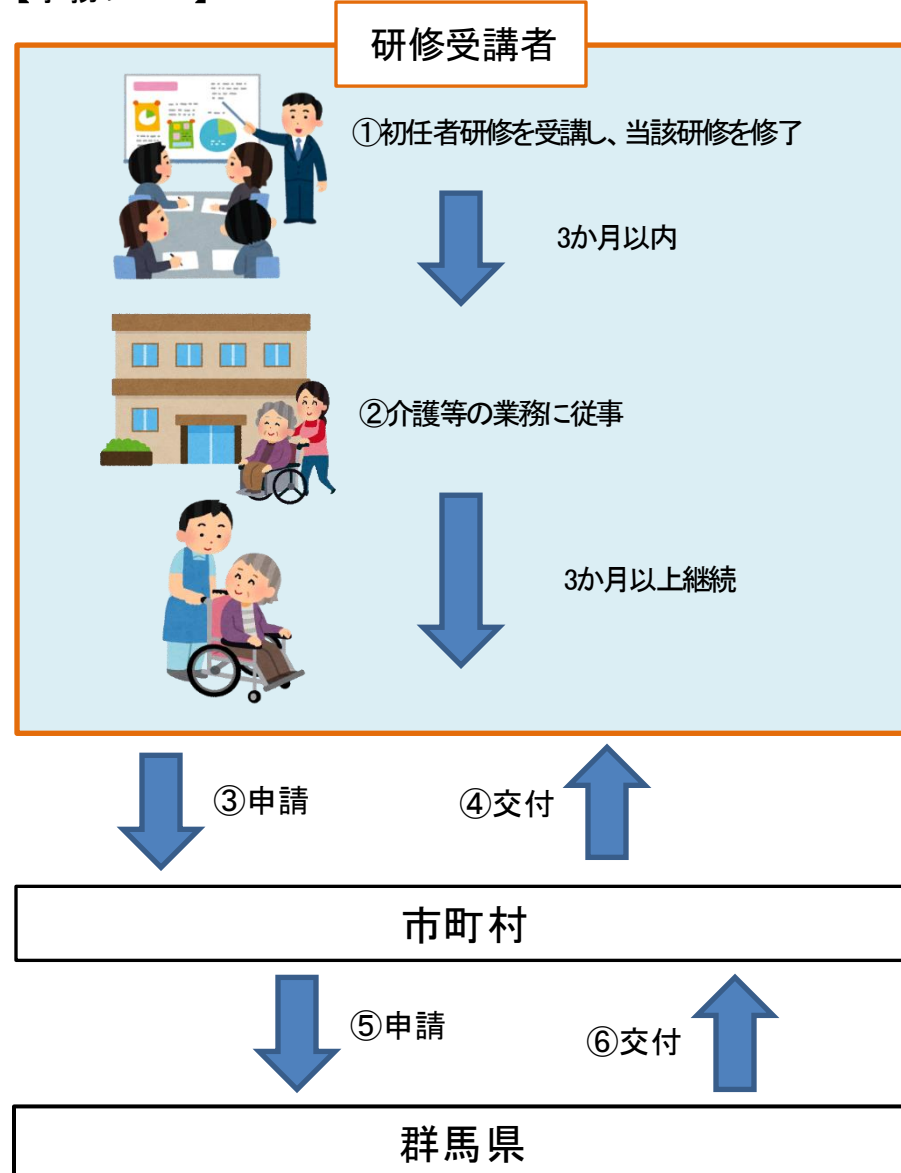 研修受講者
①初任者研修を受講し、当該研修を修了
3か月以内
②介護等の業務に従事
3か月以上継続
③申請
④交付
市町村
⑤申請
⑥交付
群馬県